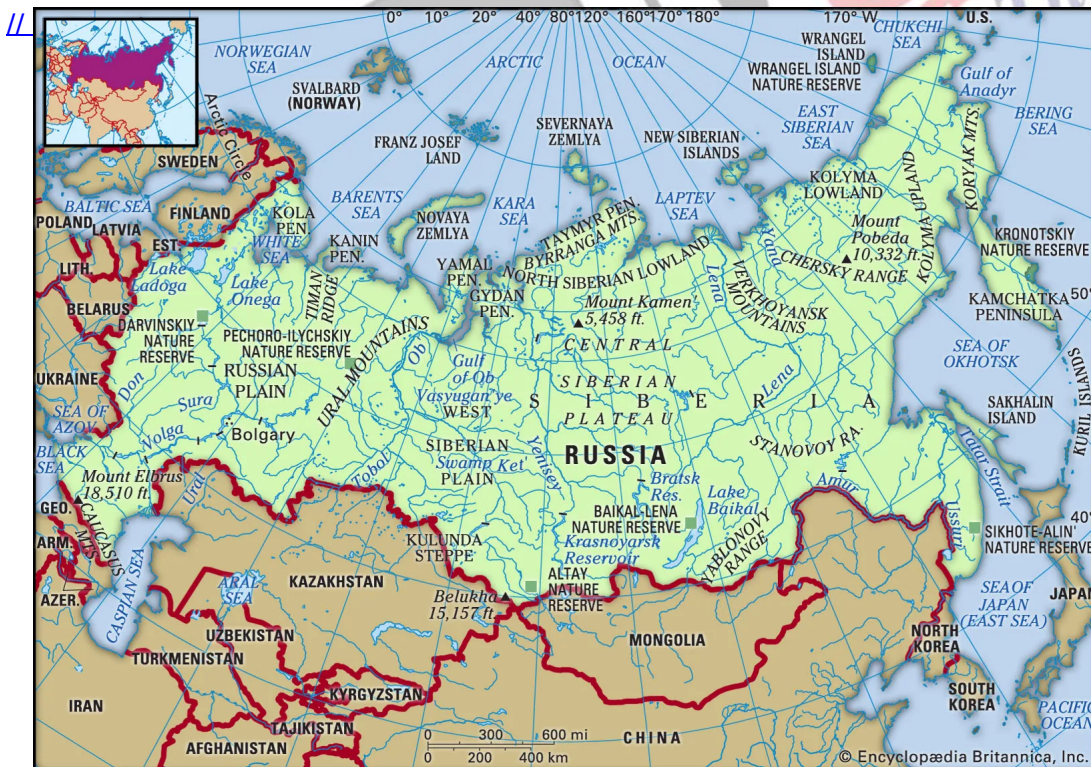 //
0° 10° 20° 40° 80° 120° 160° 170° 180° 170° W
U.S.
CHUKCHI
SEA
WRANGEL
ISLAND
WRANGEL ISLAND
NATURE RESERVE
NORWEGIAN
SEA
ARCTIC OCEAN
Gulf of
Anadyr
SVALBARD
(NORWAY)
BERING
SEA
Arctic Circle
EAST
SIBERIAN
SEA
SEVERNAYA
ZEMLYA
NEW SIBERIAN
ISLANDS
FRANZ JOSEF
LAND
SWEDEN
KORYAK MTS.
KOLYMA
LOWLAND
BARENTS
SEA
KARA
SEA
LAPTEV
SEA
BALTIC SEA
FINLAND
KOLA
PEN.
NOVAYA
ZEMLYA
TAYMYR PEN.
BYRRANGA MTS.
KOLYMA UPLAND
Mount
Pobeda
10,332 ft.
POLAND
LATVIA
EST.
WHITE
SEA
KANIN
PEN.
Yana
CHERSKY RANGE
KRONOTSKIY
NATURE RESERVE
LITH.
Lake
Ladoga
Lake
Onega
YAMAL
PEN.
GYDAN
PEN.
NORTH SIBERIAN LOWLAND
Lena
VERKHOYANSK
MOUNTAINS
TIMAN
RIDGE
Mount Kamen'
5,458 ft.
KAMCHATKA
PENINSULA
50°
BELARUS
DARVINSKIY
NATURE
RESERVE
PECHORO-ILYCHSKIY
NATURE RESERVE
URAL MOUNTAINS
Ob
CENTRAL
SIBERIAN
PLATEAU
SEA OF
OKHOTSK
RUSSIAN
PLAIN
Gulf
of Ob
Vasyugan'ye
WEST
SIBERIAN
PLAIN
Swamp Ket'
UKRAINE
Don
Sura
Lena
SIBERIA
SAKHALIN
ISLAND
KURIL ISLANDS
SEA OF
AZOV
Volga
Bolgary
STANOVOY RA.
Tatar Strait
BLACK
SEA
RUSSIA
Mount Elbrus
18,510 ft.
Ural
Tobol
Yenisey
Bratsk
Res.
Lake
Baikal
Amur
GEO.
CAUCASUS
MTS.
BAIKAL-LENA
NATURE RESERVE
Krasnoyarsk
Reservoir
YABLONOVY
RANGE
Ussuri
40°
SIKHOTE-ALIN'
NATURE RESERVE
ARM.
KULUNDA
STEPPE
AZER.
CASPIAN SEA
ARAL
SEA
KAZAKHSTAN
Belukha
15,157 ft.
ALTAY
NATURE
RESERVE
SEA OF
JAPAN
(EAST SEA)
JAPAN
UZBEKISTAN
MONGOLIA
NORTH
KOREA
TURKMENISTAN
KYRGYZSTAN
SOUTH
KOREA
IRAN
TAJIKISTAN
PACIFIC
OCEAN
AFGHANISTAN
0 300 600 mi
0 200 400 km
CHINA
© Encyclopædia Britannica, Inc.